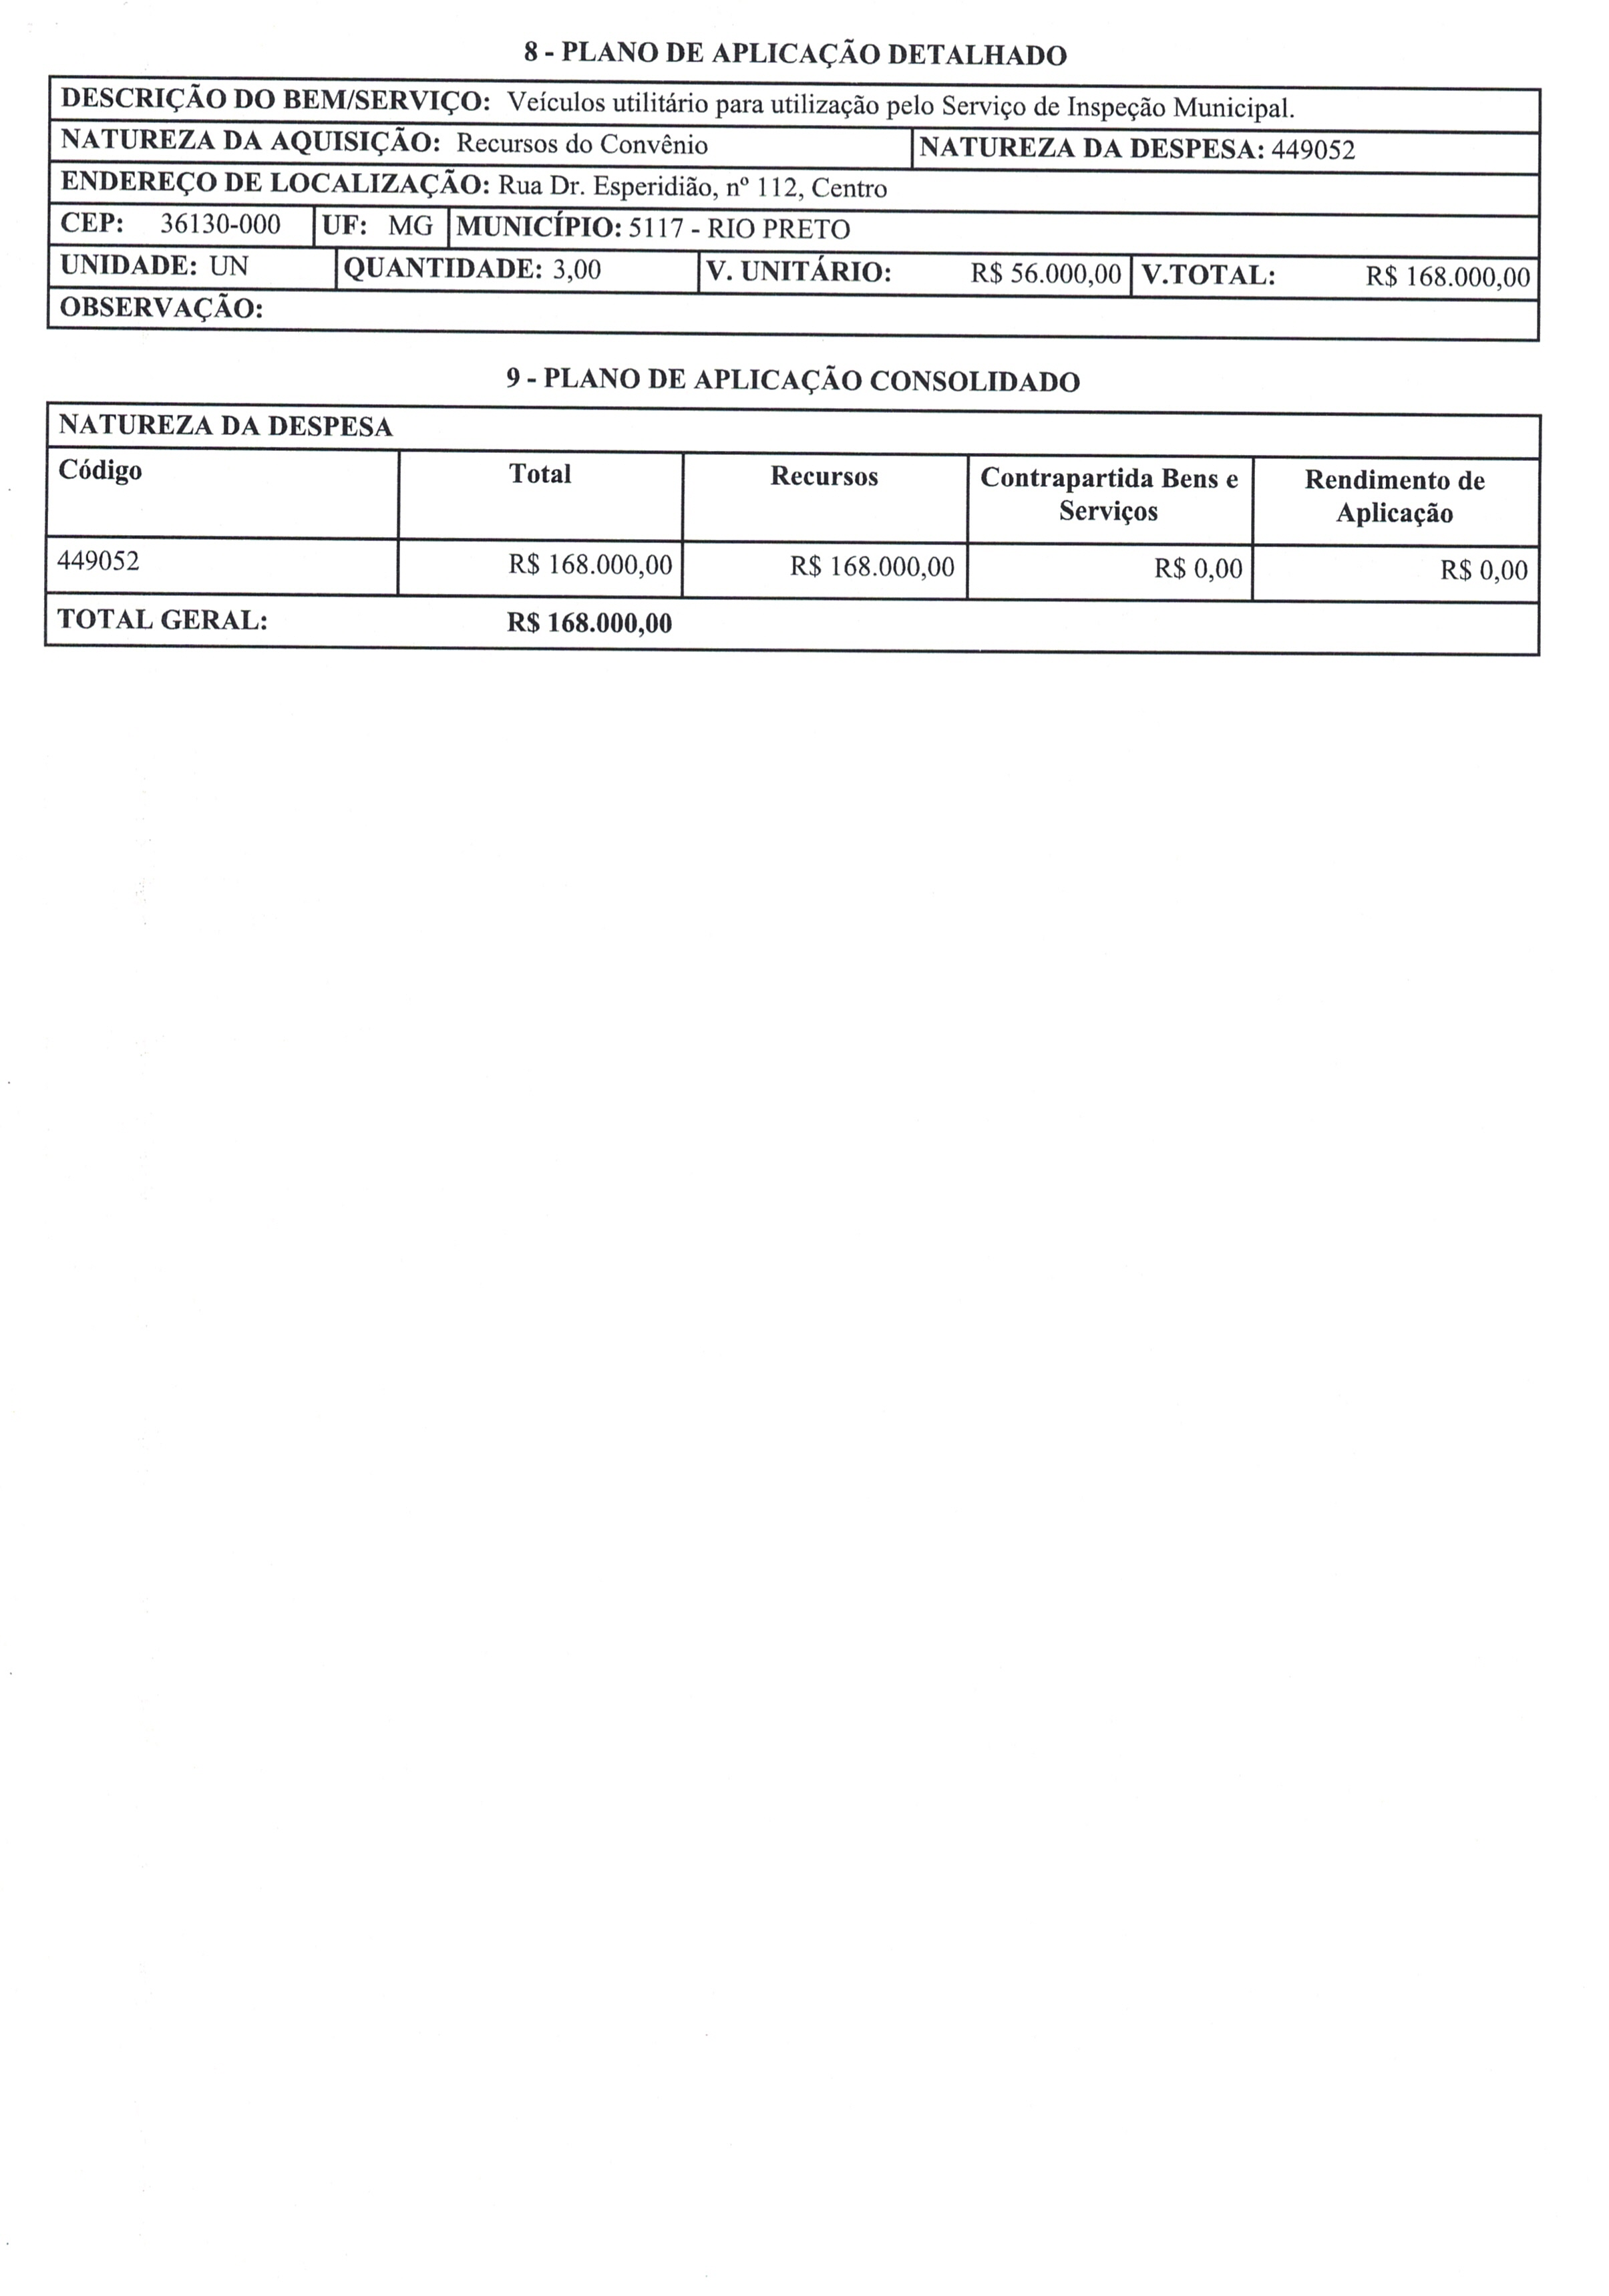 8 - PLANO DE APLICAÇÃO DETALHADO
DESCRIÇÃO DO BEM/SERVIÇO: Veículos utilitário para utilização pelo Serviço de Inspeção Municipal.
NATUREZA DA AQUISIÇÃO: Recursos do Convênio NATUREZA DA DESPESA: 449052
ENDEREÇO DE LOCALIZAÇÃO: Rua Dr. Esperidião, nº 112, Centro
CEP: 36130-000 UF: MG MUNICÍPIO: 5117 - RIO PRETO
UNIDADE: UN QUANTIDADE: 3,00 V. UNITÁRIO: R$ 56.000,00 V.TOTAL: R$ 168.000,00
OBSERVAÇÃO:
9 - PLANO DE APLICAÇÃO CONSOLIDADO
NATUREZA DA DESPESA
Código Total Recursos Contrapartida Bens e Rendimento de
Serviços Aplicação
449052 R$ 168.000,00 R$ 168.000,00 R$ 0,00 R$ 0,00
TOTAL GERAL: R$ 168.000,00